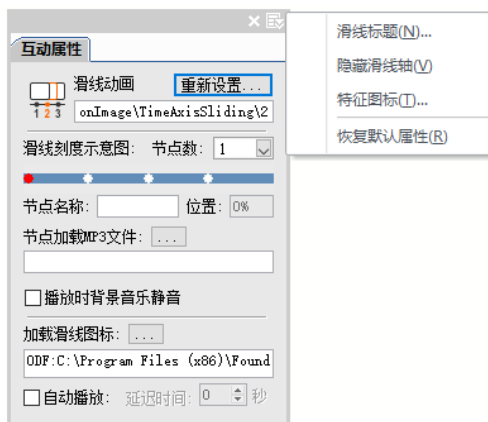 互动属性
滑线动画 重新设置...
1 2 3
onImage\TimeAxisSliding\2
滑线刻度示意图: 节点数: 1
节点名称: 位置: 0%
节点加载MP3文件: ...
播放时背景音乐静音
加载滑线图标: ...
ODF:C:\Program Files (x86)\Found
自动播放: 延迟时间: 0 秒
滑线标题(N)...
隐藏滑线轴(V)
特征图标(T)...
恢复默认属性(R)